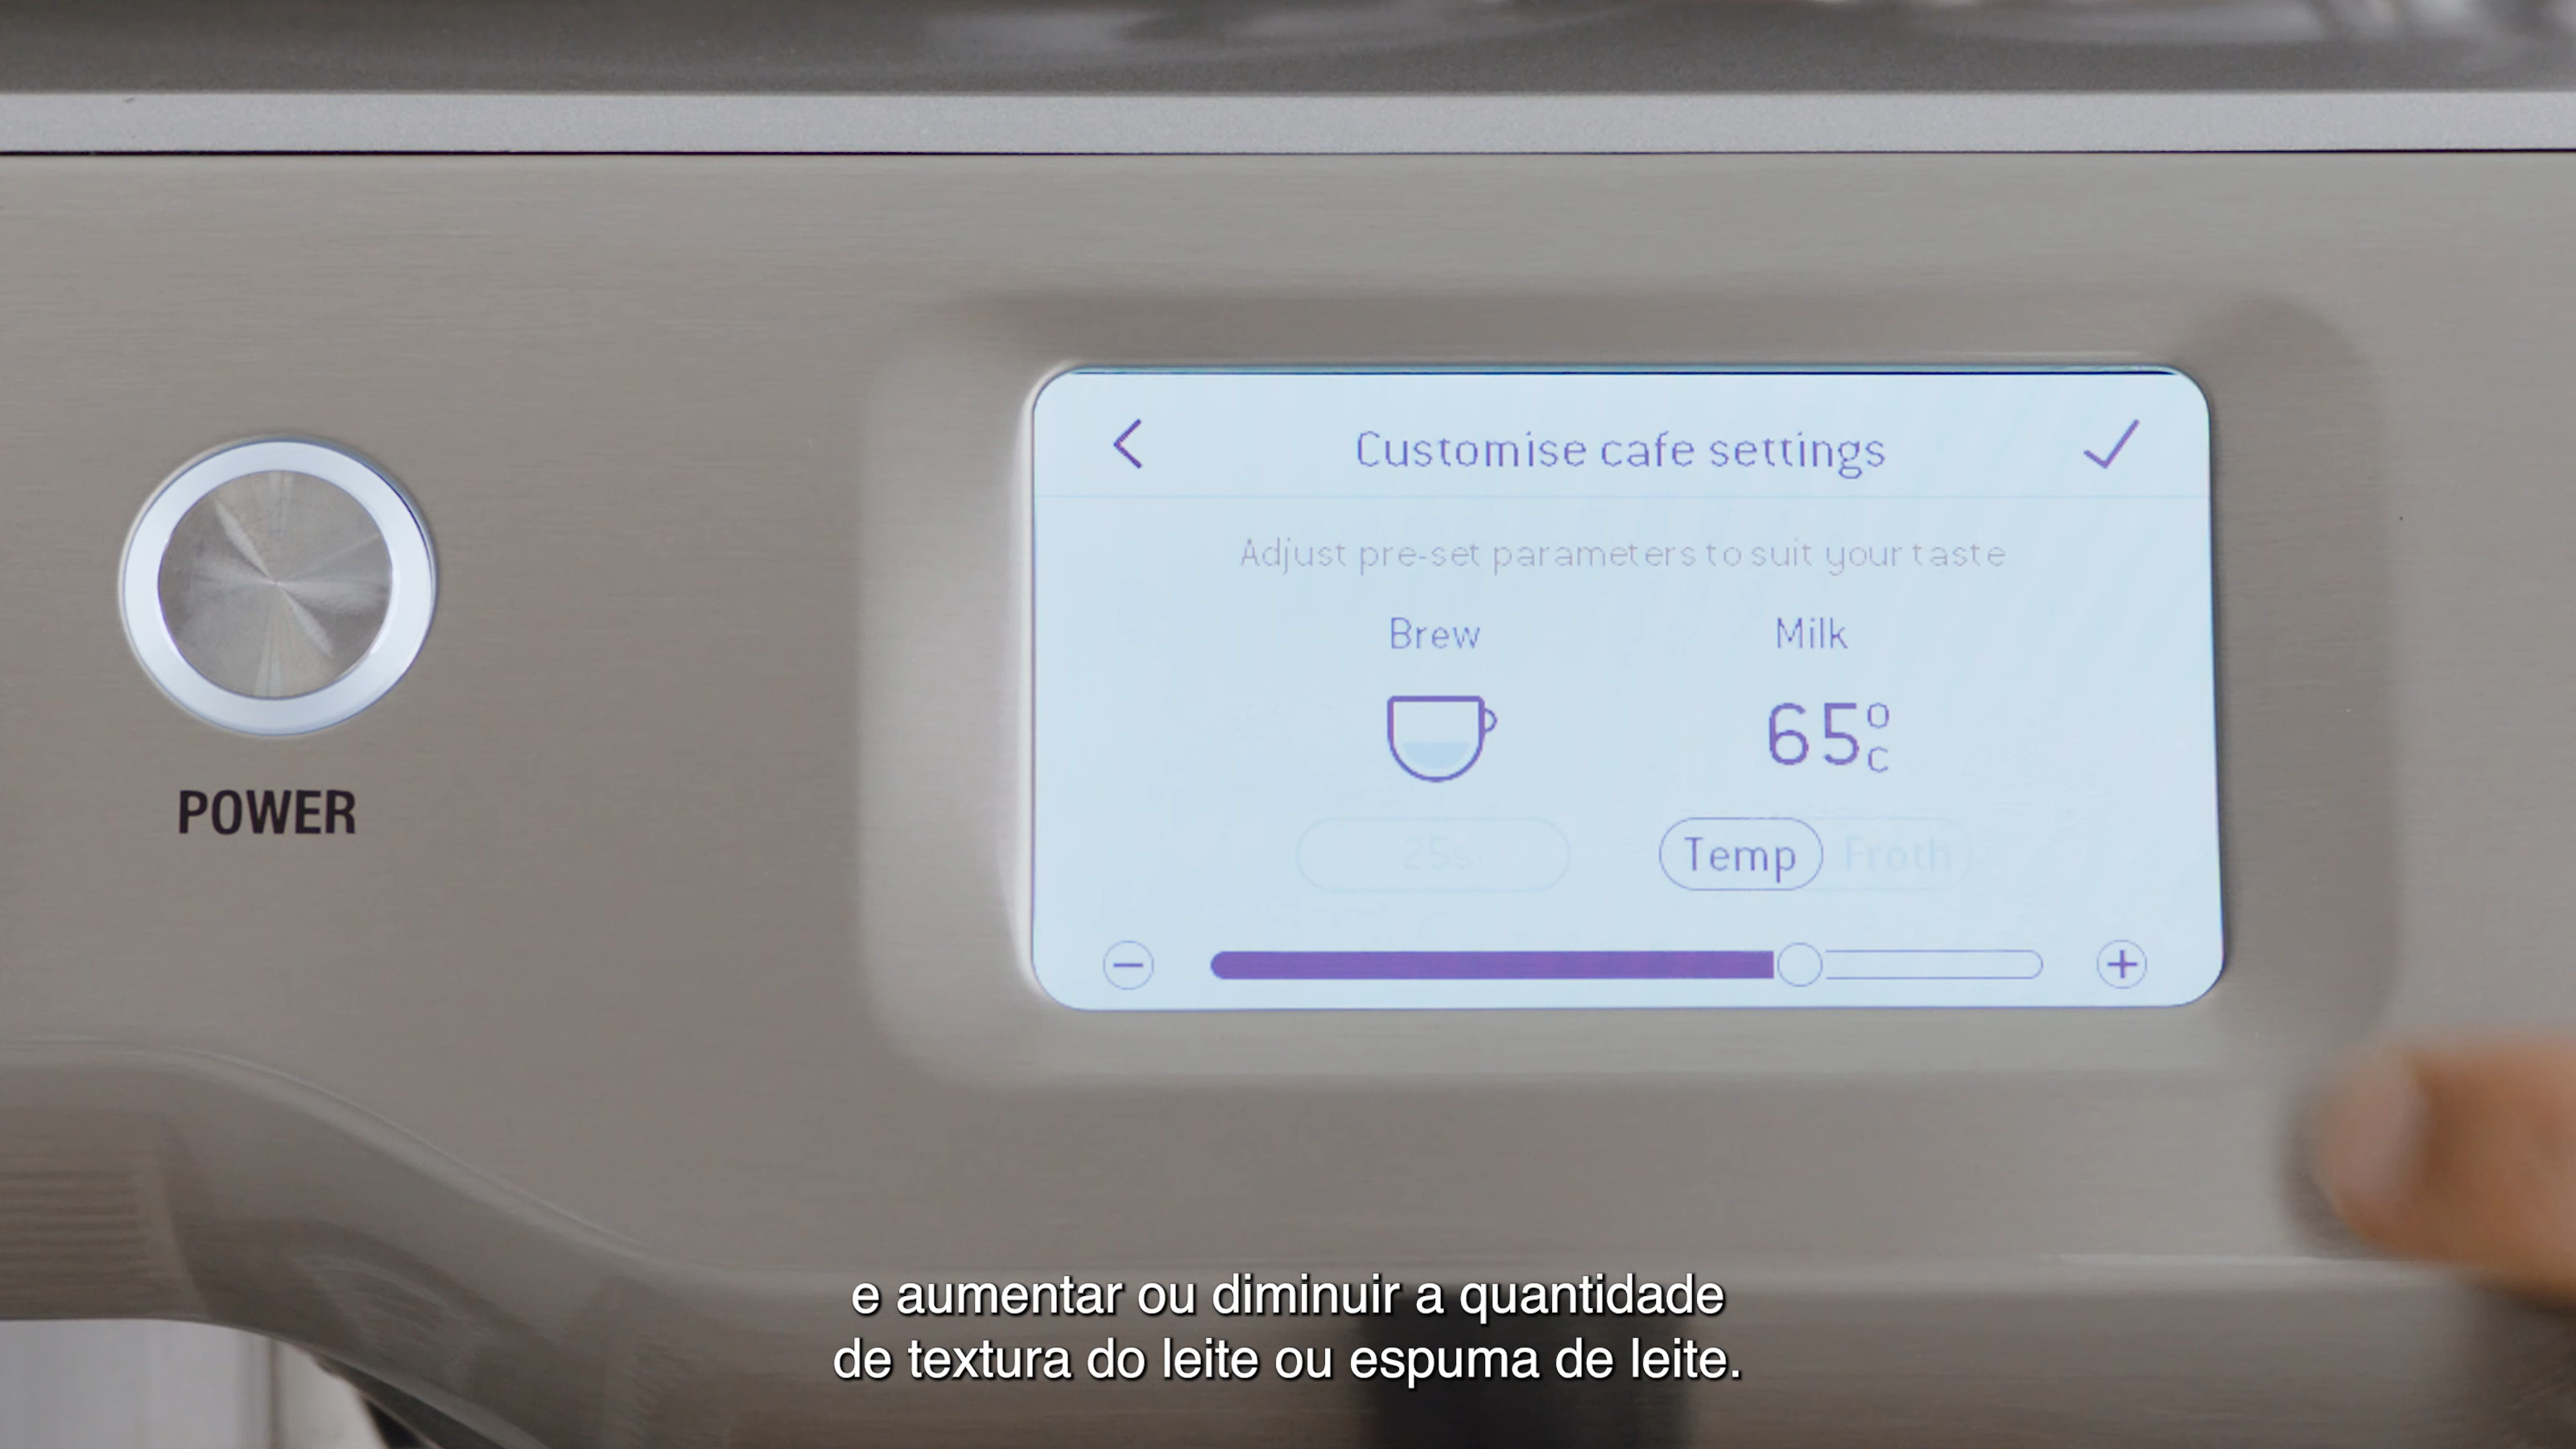 Customise cafe settings
Adjust pre-set parameters to suit your taste
Brew
Milk
65°C
25s
Temp
Froth
POWER
e aumentar ou diminuir a quantidade
de textura do leite ou espuma de leite.